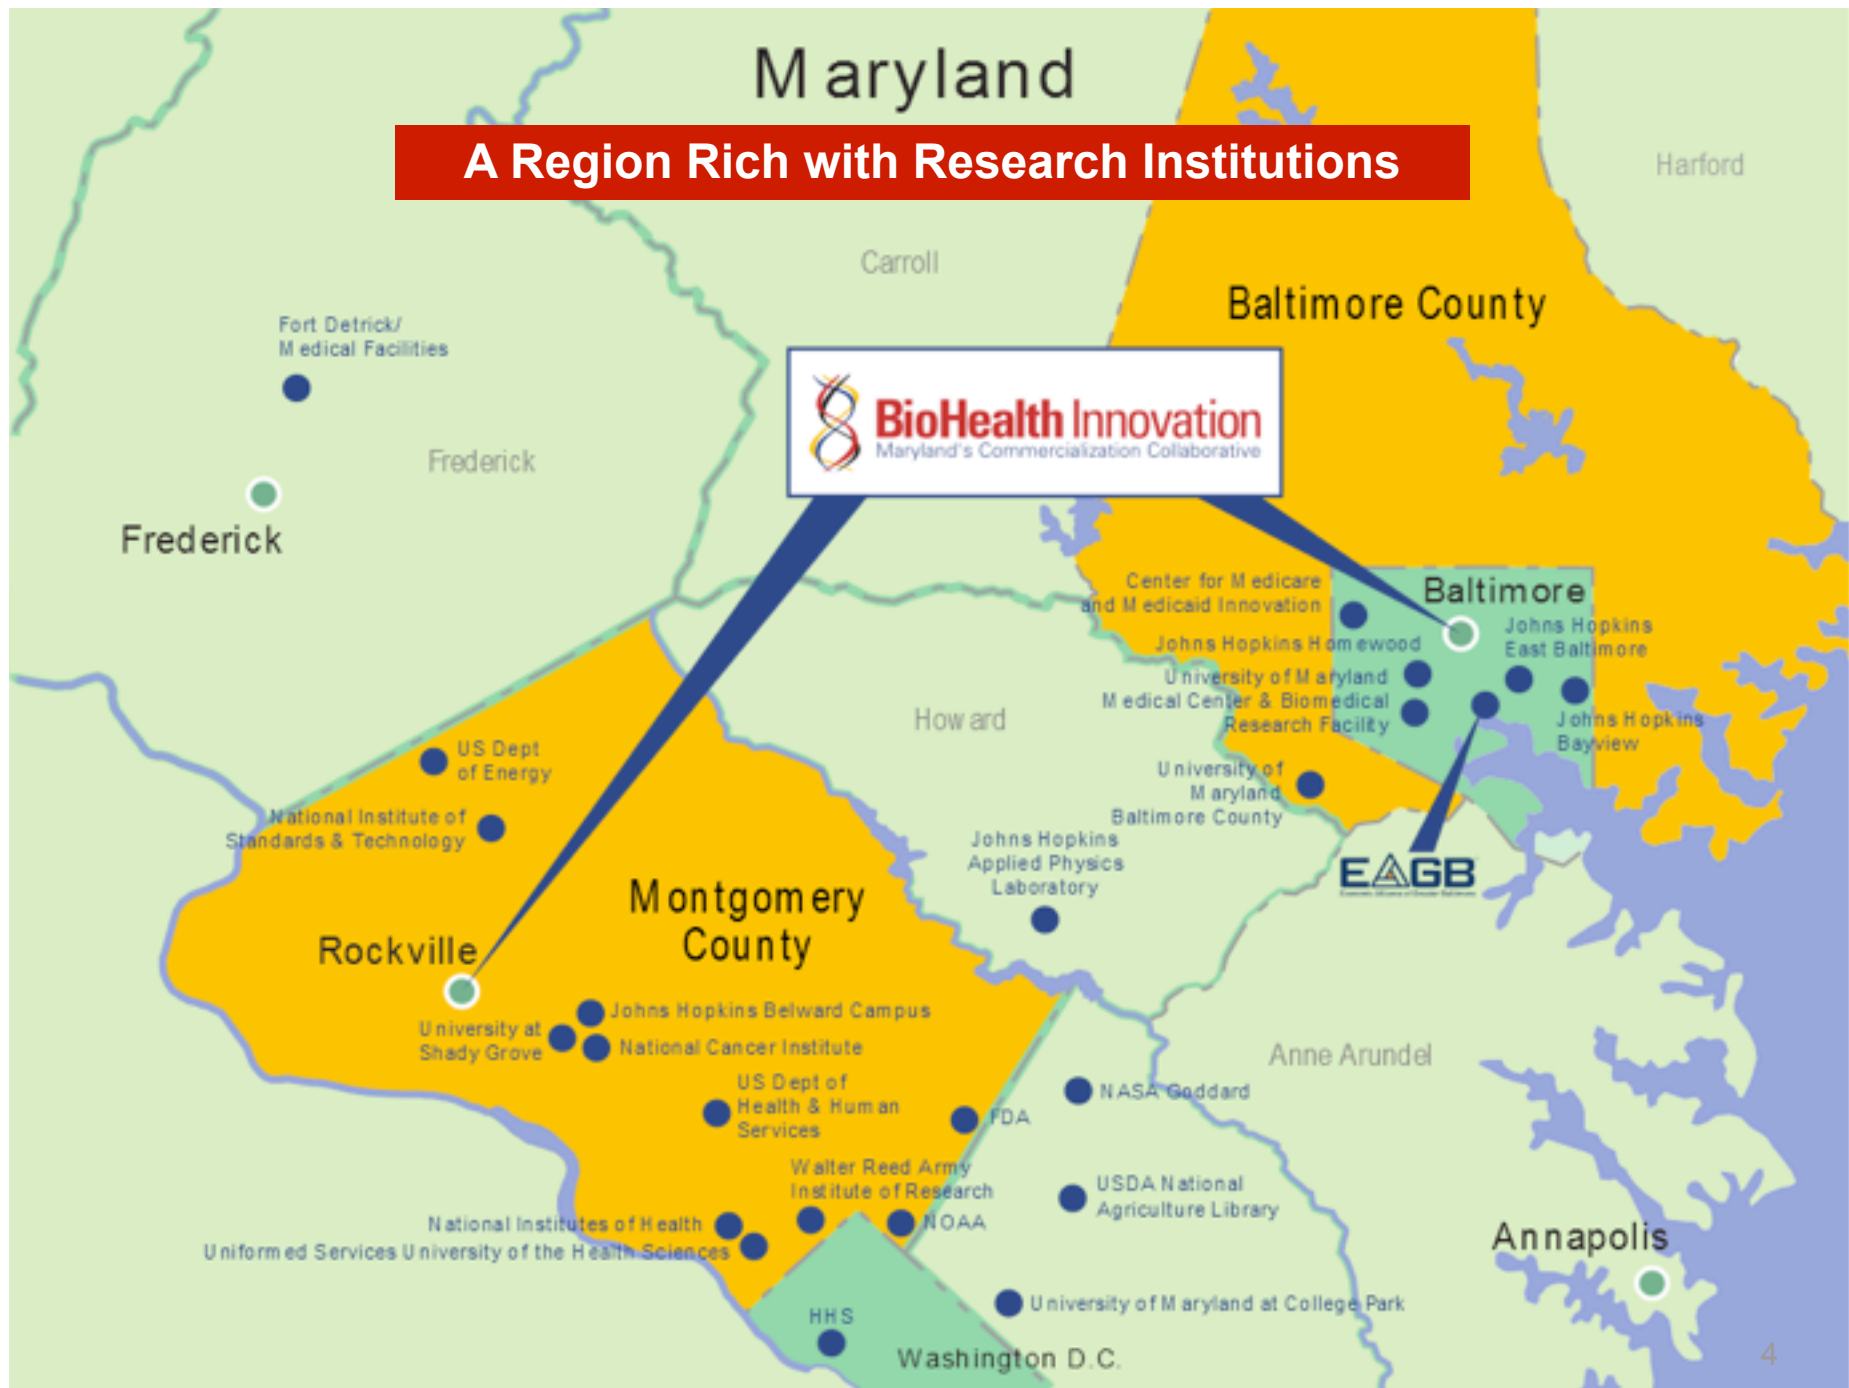 Maryland
A Region Rich with Research Institutions
Harford
Carroll
Baltimore County
Fort Detrick/
Medical Facilities
BioHealth Innovation
Maryland's Commercialization Collaborative
Frederick
Frederick
Center for Medicare
and Medicaid Innovation
Baltimore
Johns Hopkins Homewood
Johns Hopkins
East Baltimore
University of Maryland
Medical Center & Biomedical
Research Facility
Johns Hopkins
Bayview
Howard
US Dept
of Energy
University of
Maryland
Baltimore County
National Institute of
Standards & Technology
Johns Hopkins
Applied Physics
Laboratory
EAGB
Montgomery
County
Rockville
Johns Hopkins Belward Campus
University at
Shady Grove
National Cancer Institute
Anne Arundel
US Dept of
Health & Human
Services
NASA Goddard
FDA
Walter Reed Army
Institute of Research
USDA National
Agriculture Library
National Institutes of Health
NOAA
Uniformed Services University of the Health Sciences
Annapolis
University of Maryland at College Park
HHS
Washington D.C.
4